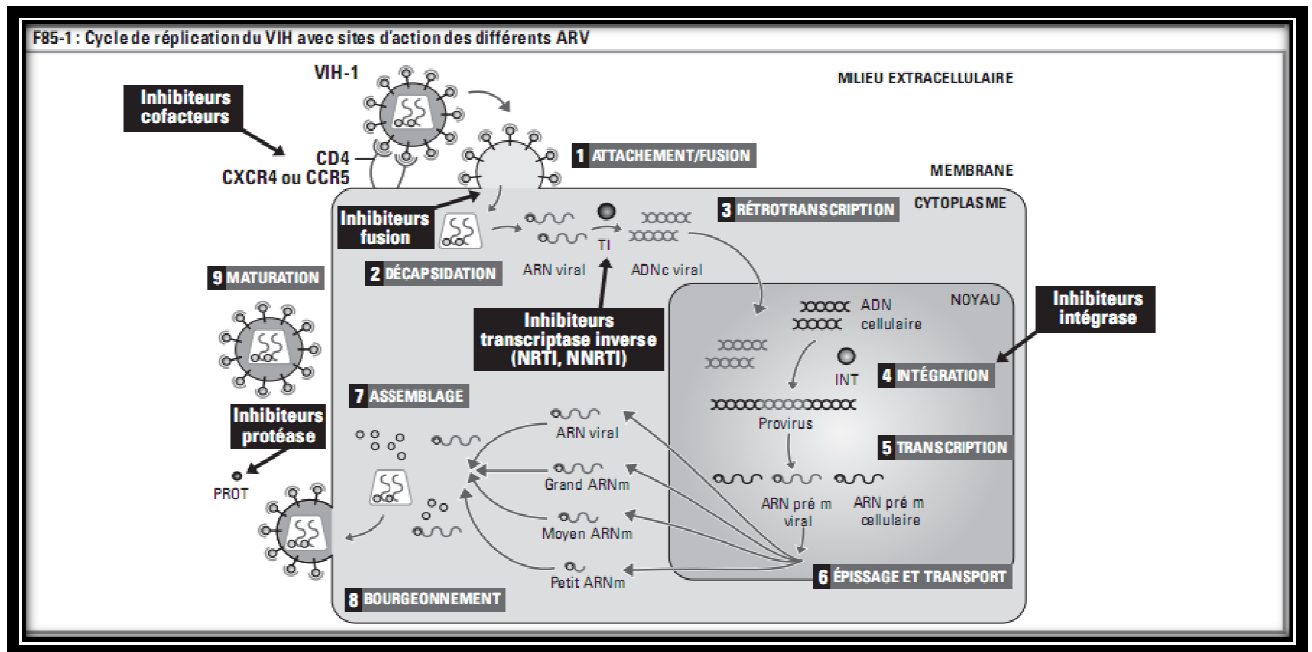 F85-1 : Cycle de réplication du VIH avec sites d'action des différents ARV
VIH-1
MILIEU EXTRACELLULAIRE
Inhibiteurs
cofacteurs
CD4
CXCR4 ou CCR5
1 ATTACHEMENT/FUSION
MEMBRANE
CYTOPLASME
Inhibiteurs
fusion
3 RÉTROTRANSCRIPTION
TI
2 DÉCAPSIDATION
ARN viral
ADNc viral
9 MATURATION
Inhibiteurs
transcriptase inverse
(NRTI, NNRTI)
NOYAU
ADN
cellulaire
Inhibiteurs
intégrase
INT
4 INTÉGRATION
7 ASSEMBLAGE
Provirus
Inhibiteurs
protéase
ARN viral
5 TRANSCRIPTION
PROT
Grand ARNm
ARN pré m
viral
ARN pré m
cellulaire
Moyen ARNm
Petit ARNm
6 ÉPISSAGE ET TRANSPORT
8 BOURGEONNEMENT